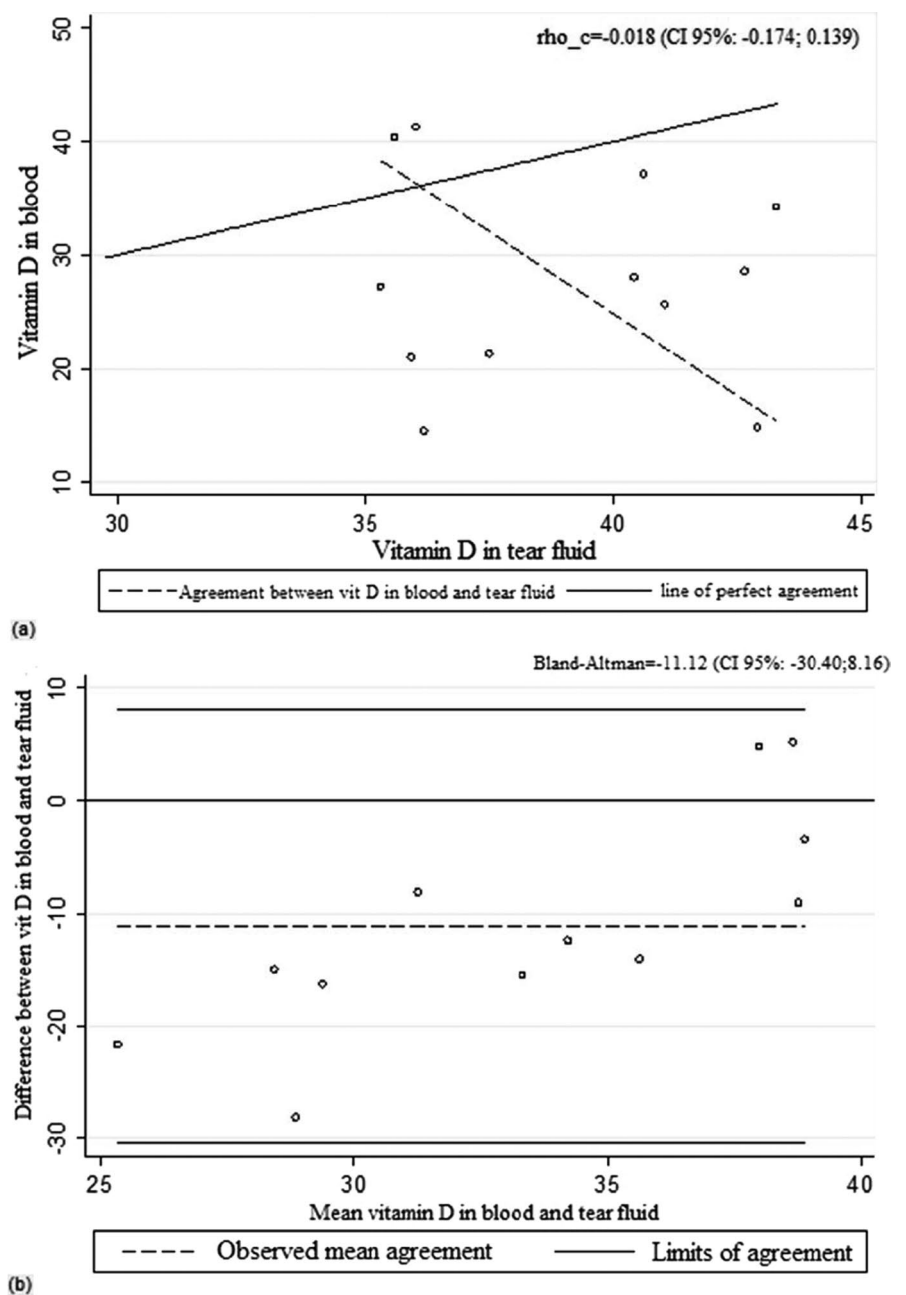 rho_c=-0.018 (CI 95%: -0.174; 0.139)
50
40
30
20
10
Vitamin D in blood
30 35 40 45
Vitamin D in tear fluid
Agreement between vit D in blood and tear fluid line of perfect agreement
(a)
Bland-Altman=-11.12 (CI 95%: -30.40;8.16)
10
0
-10
-20
-30
Difference between vit D in blood and tear fluid
25 30 35 40
Mean vitamin D in blood and tear fluid
Observed mean agreement Limits of agreement
(b)